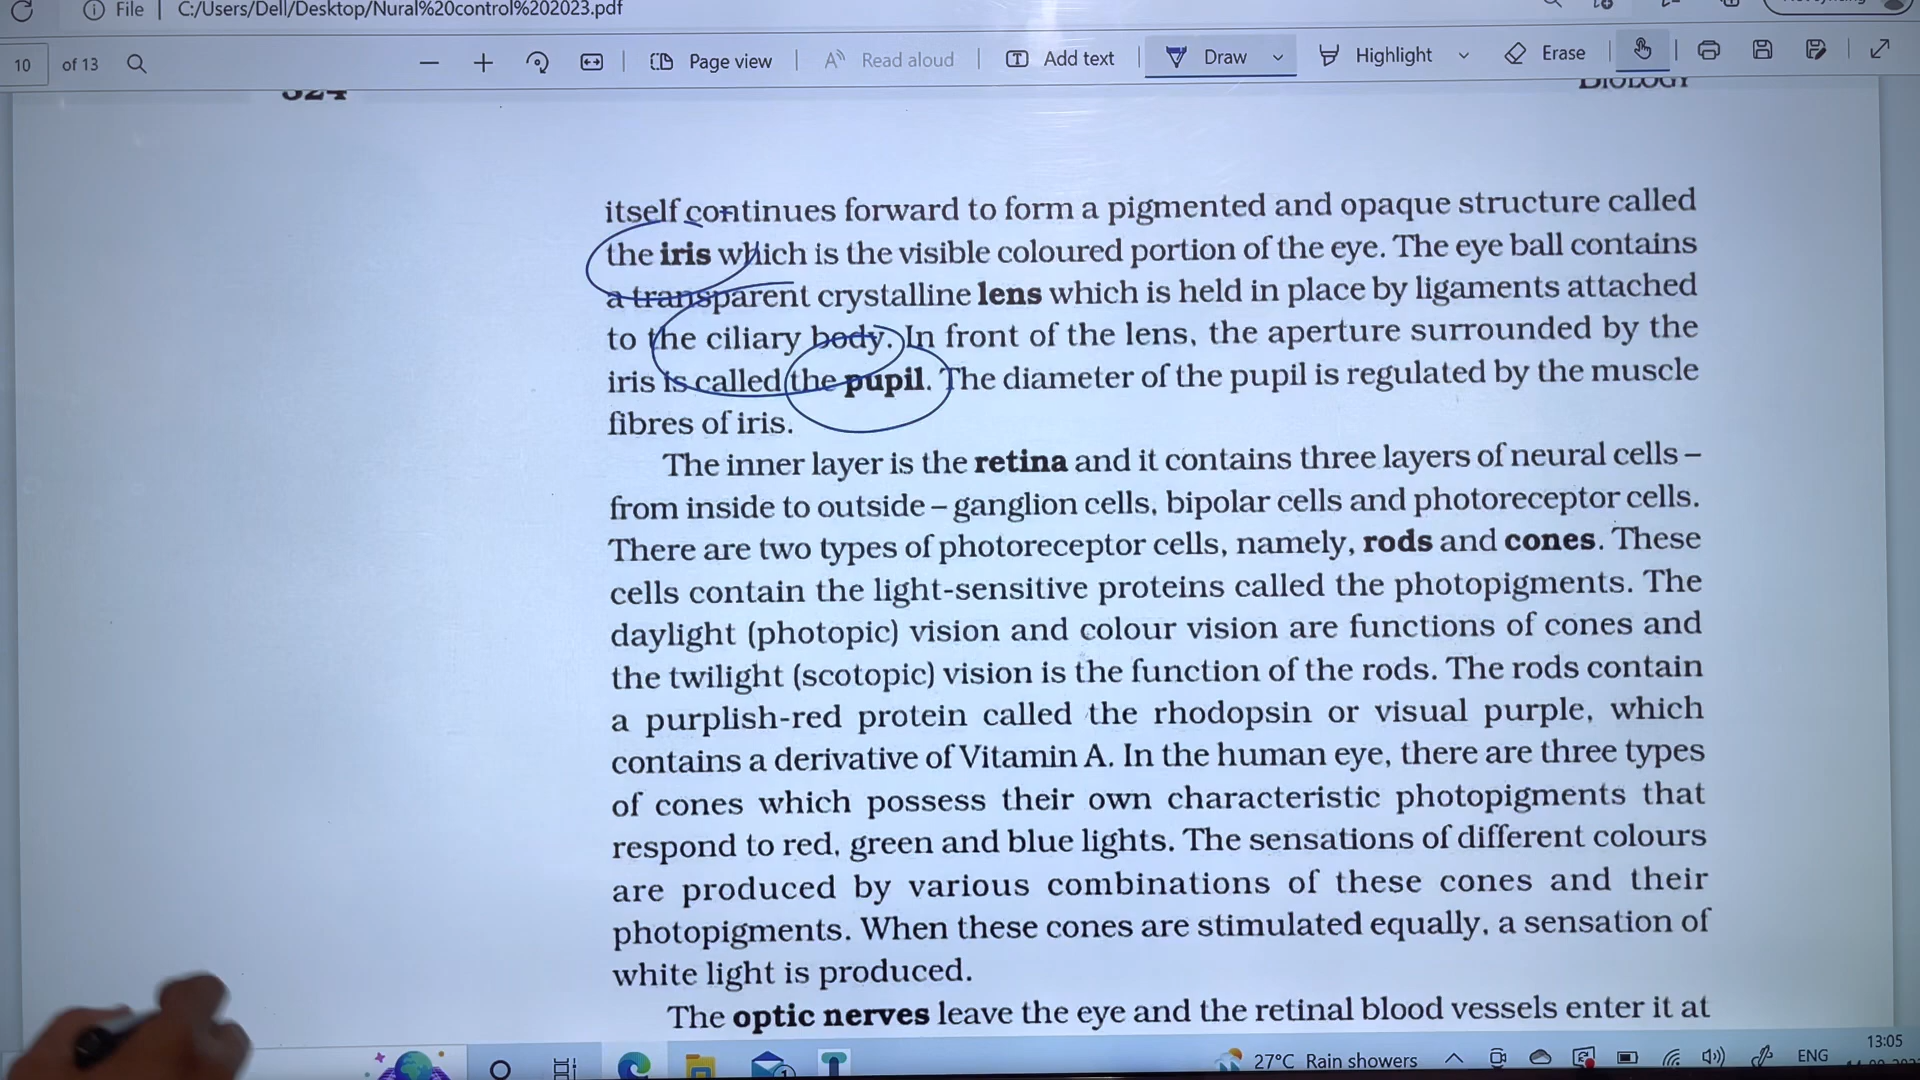 File | C:/Users/Dell/Desktop/Nural%20control%202023.pdf
10 of 13 Page view Read aloud Add text Draw Highlight Erase
324 BIOLOGY
itself continues forward to form a pigmented and opaque structure called
the iris which is the visible coloured portion of the eye. The eye ball contains
a transparent crystalline lens which is held in place by ligaments attached
to the ciliary body. In front of the lens, the aperture surrounded by the
iris is called the pupil. The diameter of the pupil is regulated by the muscle
fibres of iris.
The inner layer is the retina and it contains three layers of neural cells –
from inside to outside – ganglion cells, bipolar cells and photoreceptor cells.
There are two types of photoreceptor cells, namely, rods and cones. These
cells contain the light-sensitive proteins called the photopigments. The
daylight (photopic) vision and colour vision are functions of cones and
the twilight (scotopic) vision is the function of the rods. The rods contain
a purplish-red protein called the rhodopsin or visual purple, which
contains a derivative of Vitamin A. In the human eye, there are three types
of cones which possess their own characteristic photopigments that
respond to red, green and blue lights. The sensations of different colours
are produced by various combinations of these cones and their
photopigments. When these cones are stimulated equally, a sensation of
white light is produced.
The optic nerves leave the eye and the retinal blood vessels enter it at
27°C Rain showers ENG 13:05